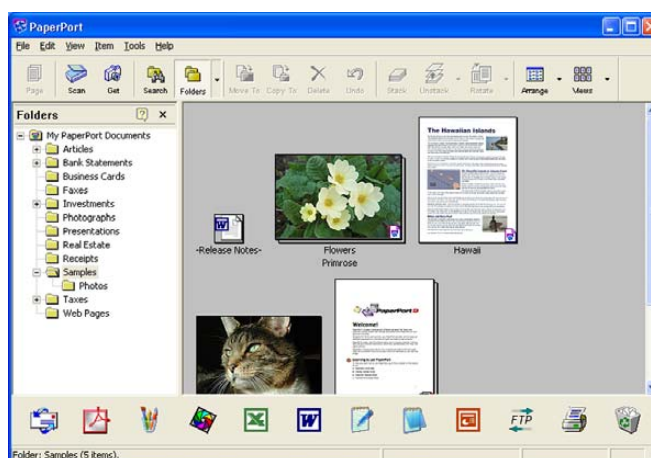 PaperPort
File Edit View Item Tools Help
Page Scan Get Search Folders Move To Copy To Delete Undo Stack Unstack Rotate Arrange Views
Folders
My PaperPort Documents
Articles
Bank Statements
Business Cards
Faxes
Investments
Photographs
Presentations
Real Estate
Receipts
Samples
Photos
Taxes
Web Pages
The Hawaiian Islands
-Release Notes-
Flowers
Primrose
Hawaii
PaperPort
Welcome!
FTP
Folder: Samples (5 items).